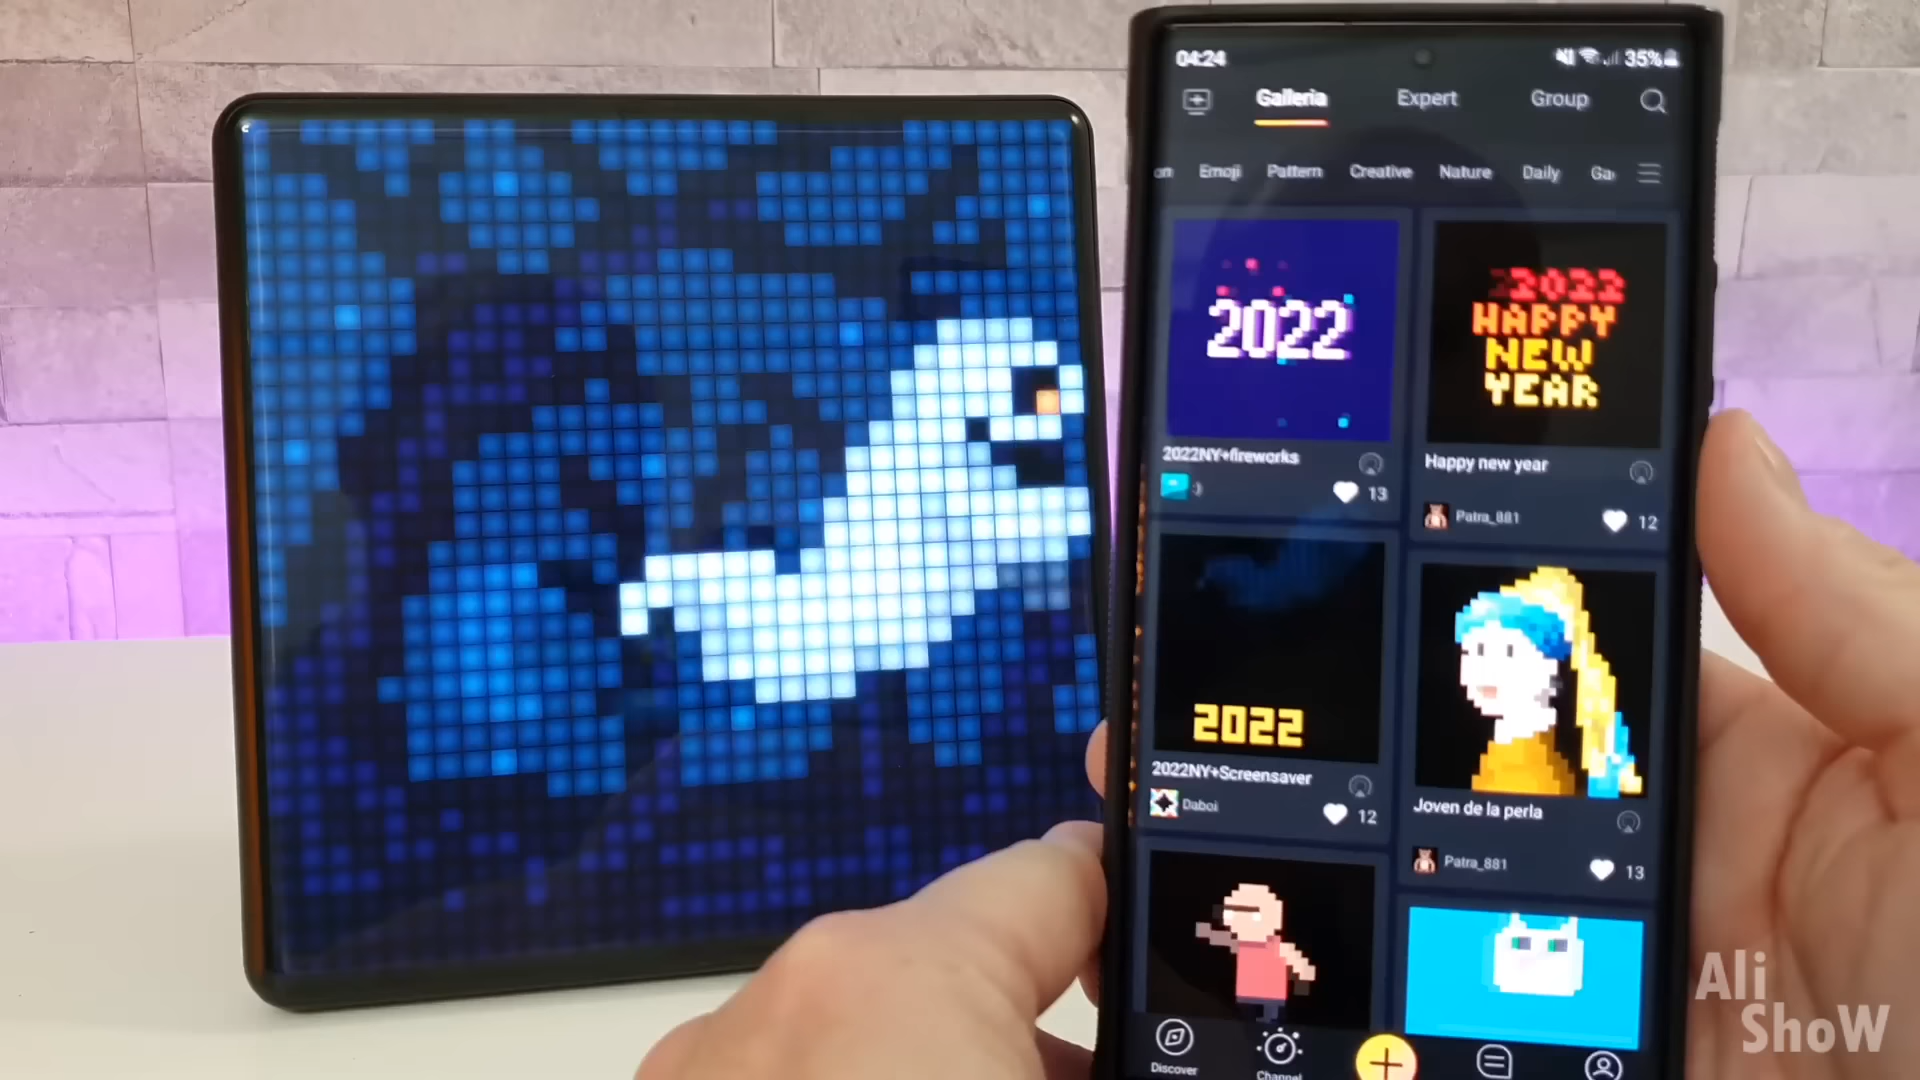 04:24
35%
Galleria
Expert
Group
on
Emoji
Pattern
Creative
Nature
Daily
Ga
2022
2022
HAPPY
NEW
YEAR
2022NY+fireworks
:)
13
Happy new year
Patra_881
12
2022
2022NY+Screensaver
Daboi
12
Joven de la perla
Patra_881
13
Discover
Channel
Ali
ShoW